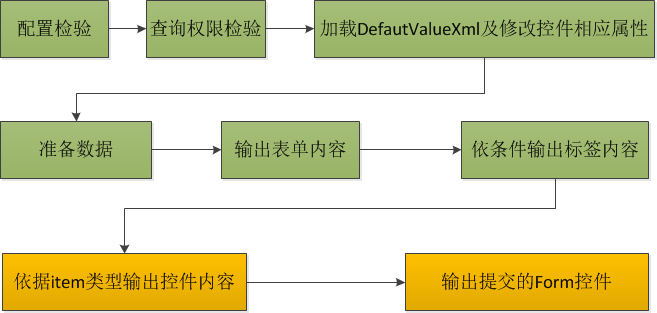 配置检验
查询权限检验
加载DefautValueXml及修改控件相应属性
准备数据
输出表单内容
依条件输出标签内容
依据item类型输出控件内容
输出提交的Form控件